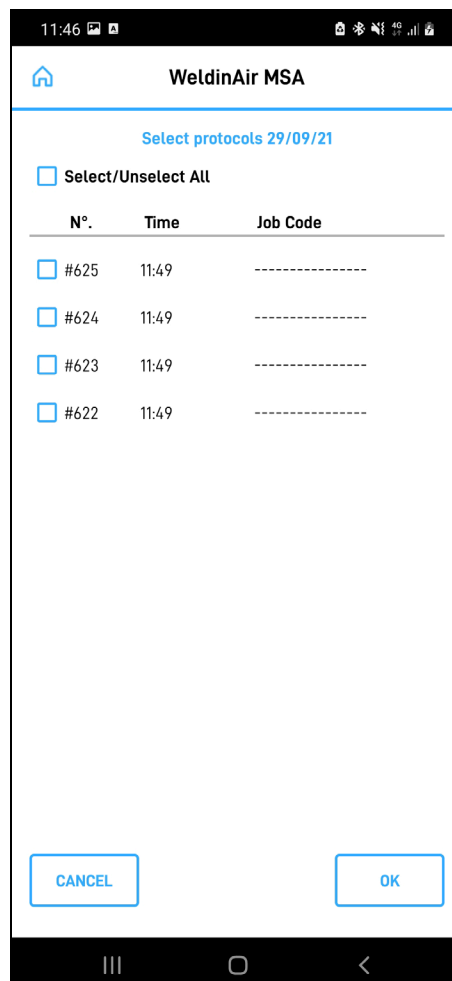 11:46 4G
WeldinAir MSA
Select protocols 29/09/21
Select/Unselect All
N°. Time Job Code
#625 11:49 ----------------
#624 11:49 ----------------
#623 11:49 ----------------
#622 11:49 ----------------
CANCEL OK